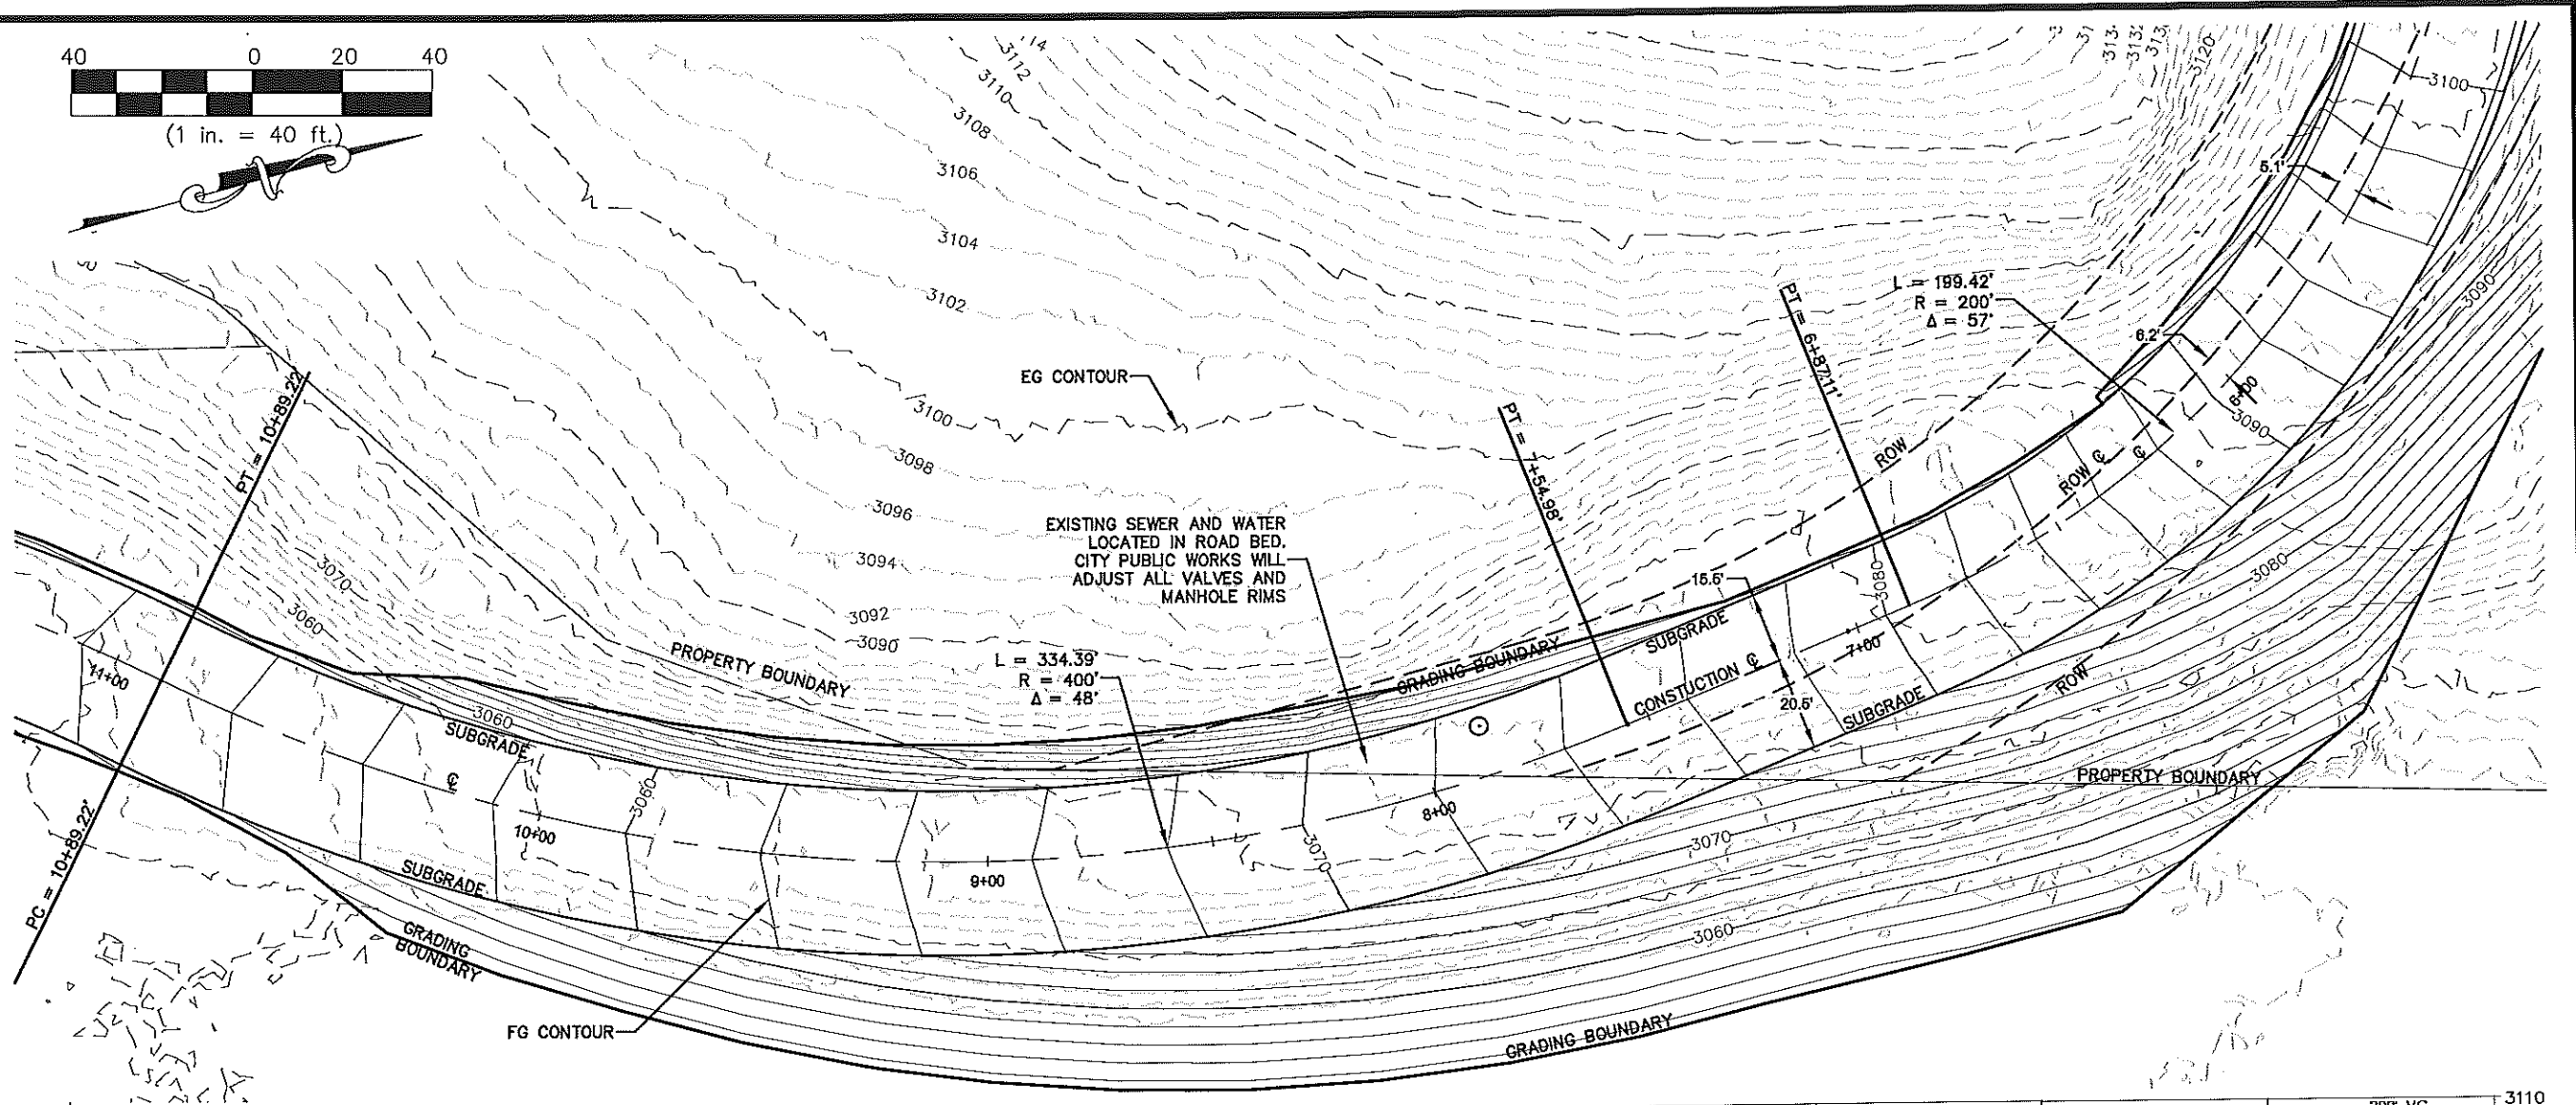 40 0 20 40
(1 in. = 40 ft.)
N
3112
3110
3108
3106
3104
3102
3100
3098
3096
3094
3092
3090
3120
3100
3090
3090
3080
3080
3070
3060
3070
3060
3060
3060
3070
EG CONTOUR
EXISTING SEWER AND WATER
LOCATED IN ROAD BED.
CITY PUBLIC WORKS WILL
ADJUST ALL VALVES AND
MANHOLE RIMS
L = 199.42'
R = 200'
Δ = 57'
L = 334.39'
R = 400'
Δ = 48'
PT = 10+89.22'
PC = 10+89.22'
PT = 7+54.98'
PT = 6+87.11'
5.1'
6.2'
15.5'
20.5'
6+00
7+00
8+00
9+00
10+00
11+00
ROW
ROW ℄
℄
ROW
PROPERTY BOUNDARY
GRADING BOUNDARY
SUBGRADE
CONSTUCTION ℄
SUBGRADE
PROPERTY BOUNDARY
SUBGRADE
℄
SUBGRADE
GRADING
BOUNDARY
FG CONTOUR
GRADING BOUNDARY
3110